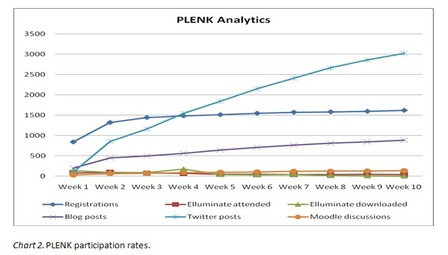 PLENK Analytics
3500
3000
2500
2000
1500
1000
500
0
Week 1 Week 2 Week 3 Week 4 Week 5 Week 6 Week 7 Week 8 Week 9 Week 10
Registrations Elluminate attended Elluminate downloaded
Blog posts Twitter posts Moodle discussions
Chart 2. PLENK participation rates.